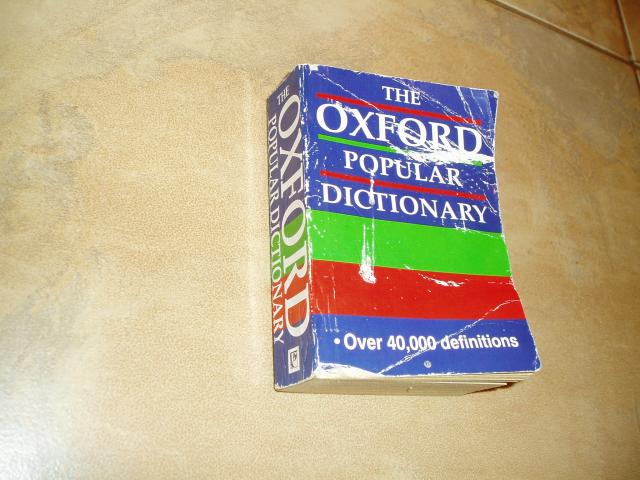 THE
OXFORD
POPULAR
DICTIONARY
• Over 40,000 definitions
THE
OXFORD
POPULAR DICTIONARY